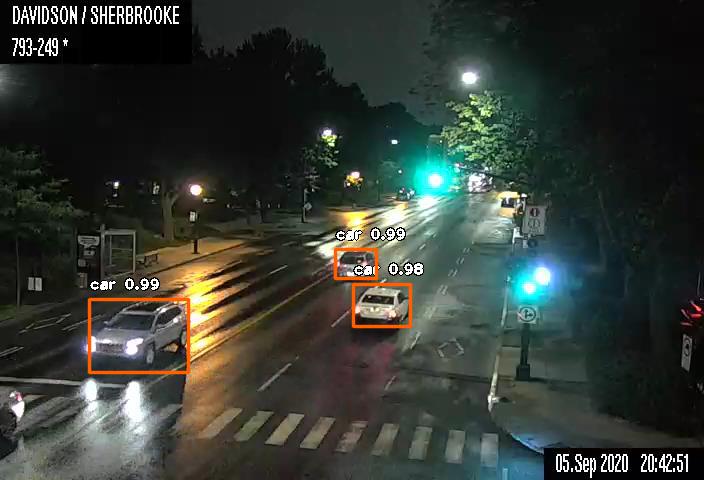 DAVIDSON / SHERBROOKE
793-249 *
car 0.99
car 0.98
car 0.99
05.Sep 2020 20:42:51